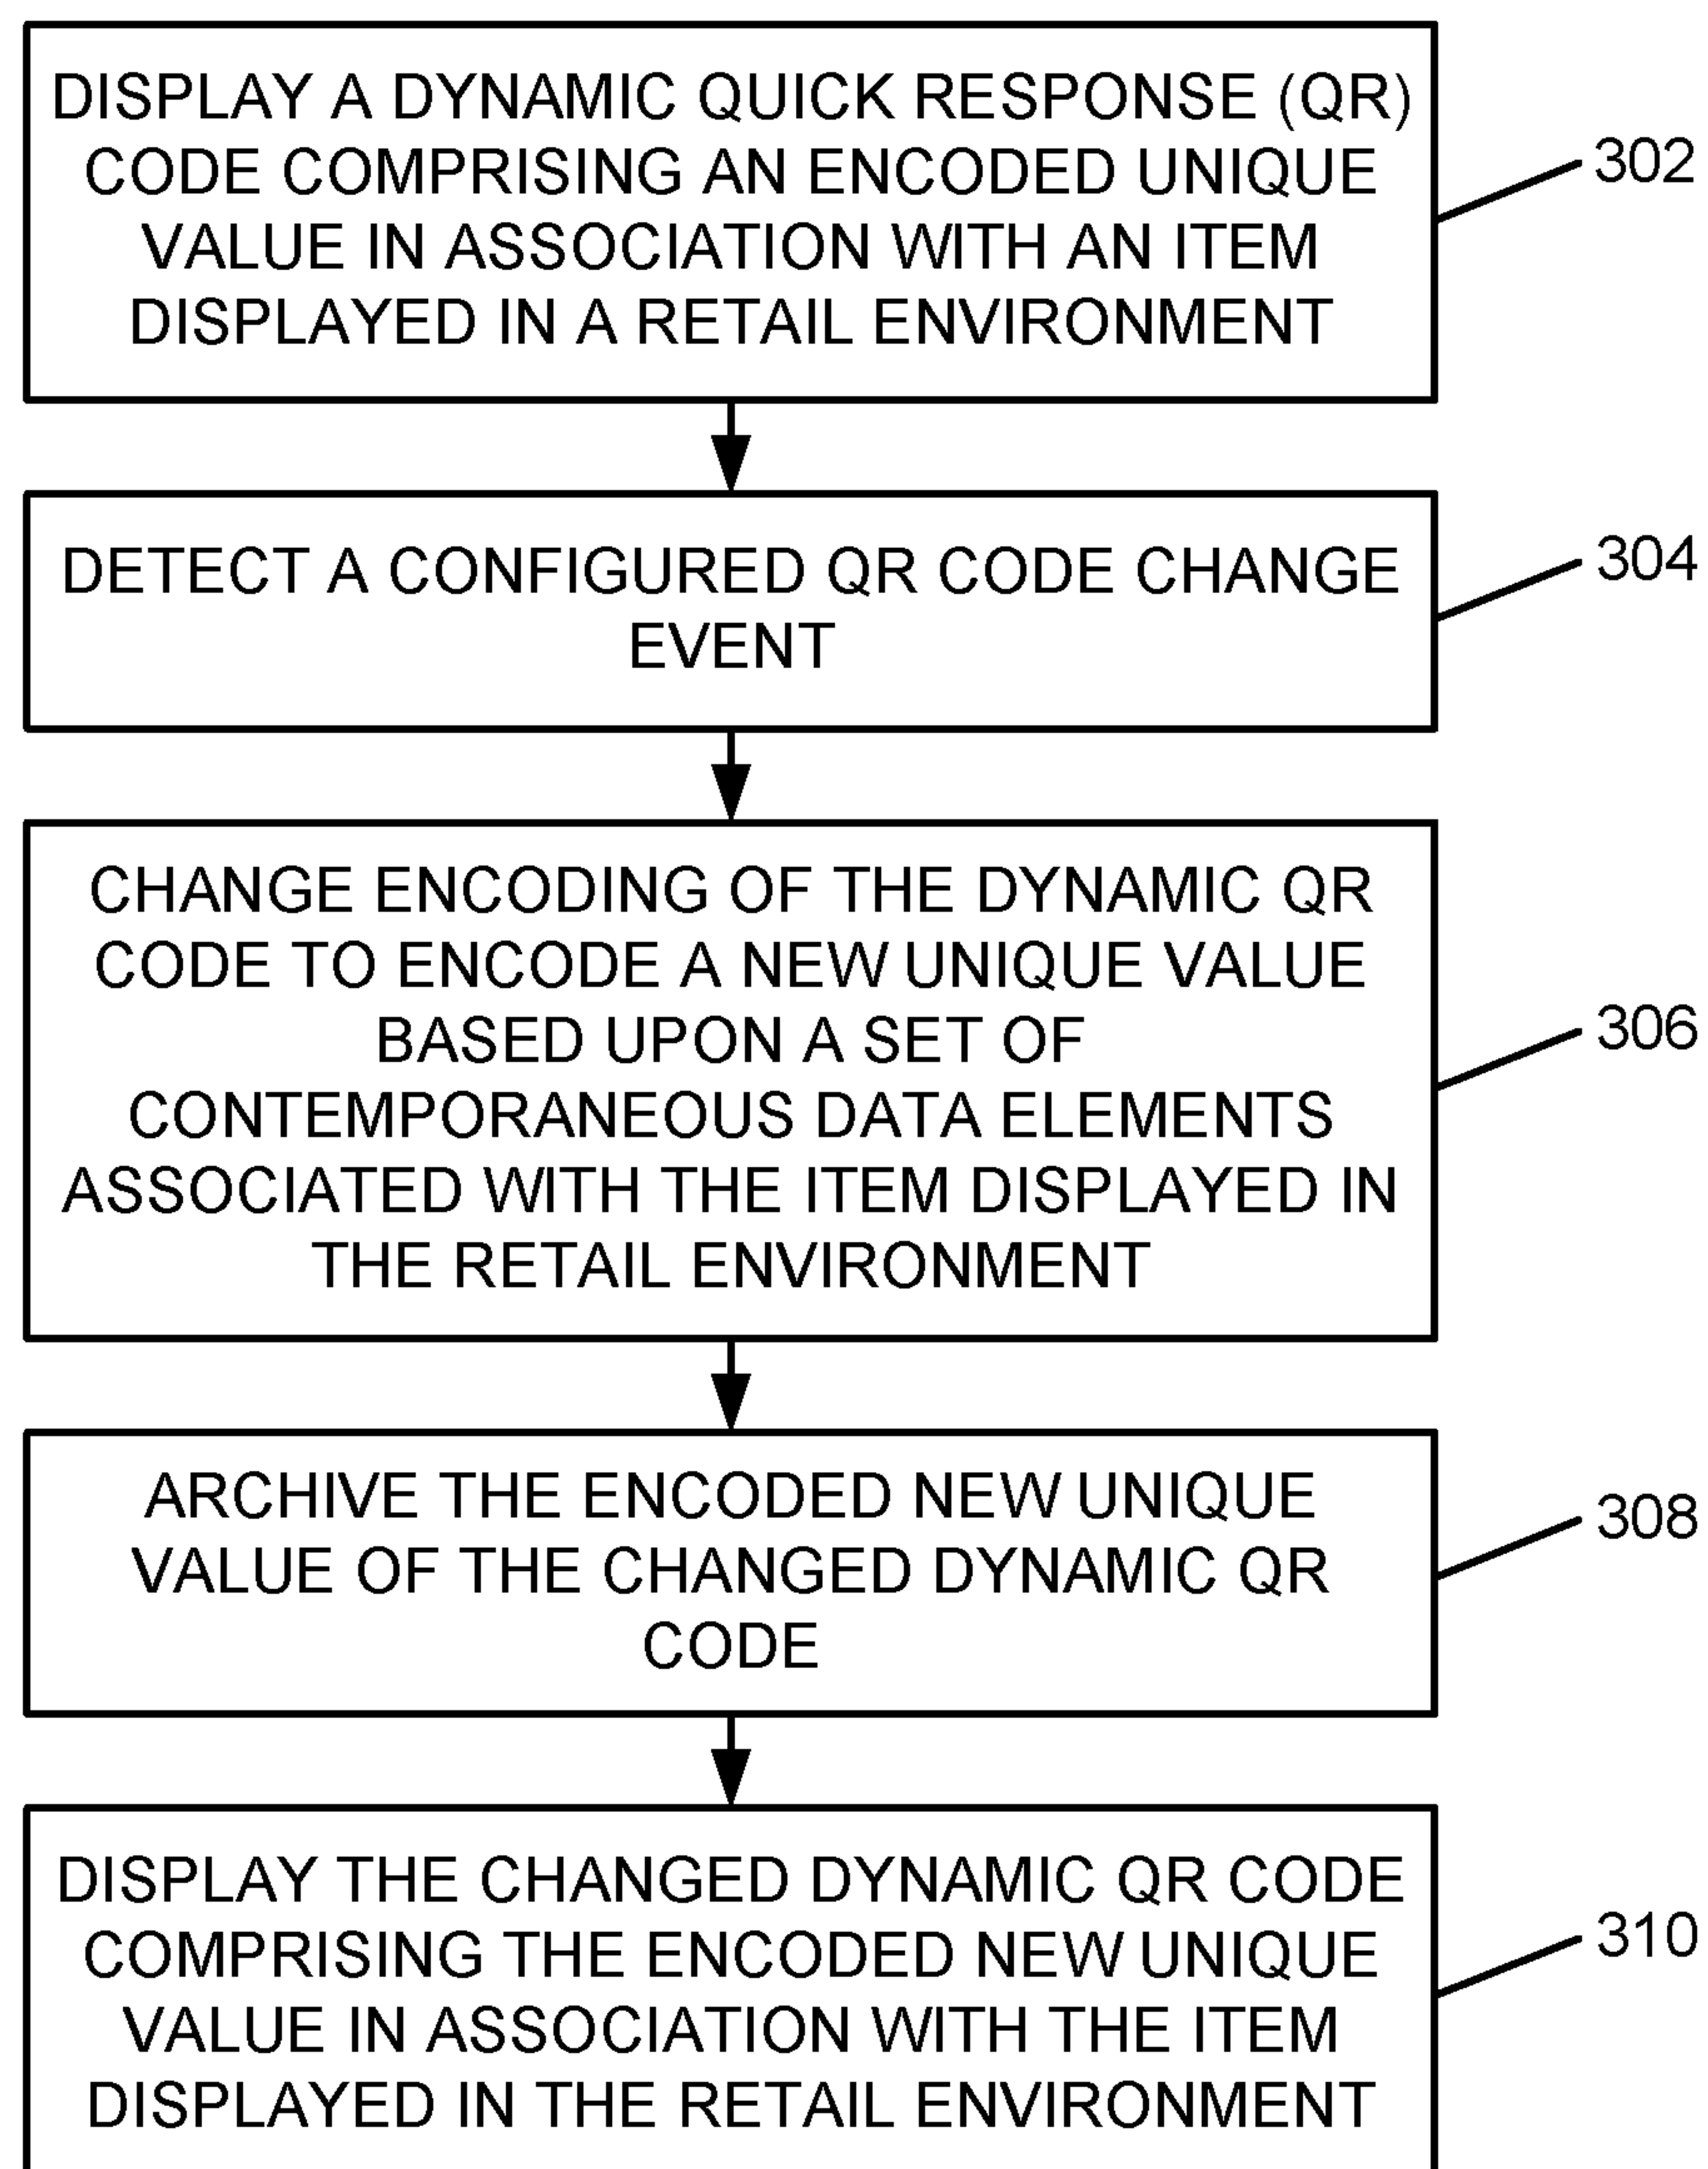 DISPLAY A DYNAMIC QUICK RESPONSE (QR)
CODE COMPRISING AN ENCODED UNIQUE
VALUE IN ASSOCIATION WITH AN ITEM
DISPLAYED IN A RETAIL ENVIRONMENT
302
DETECT A CONFIGURED QR CODE CHANGE
EVENT
304
CHANGE ENCODING OF THE DYNAMIC QR
CODE TO ENCODE A NEW UNIQUE VALUE
BASED UPON A SET OF
CONTEMPORANEOUS DATA ELEMENTS
ASSOCIATED WITH THE ITEM DISPLAYED IN
THE RETAIL ENVIRONMENT
306
ARCHIVE THE ENCODED NEW UNIQUE
VALUE OF THE CHANGED DYNAMIC QR
CODE
308
DISPLAY THE CHANGED DYNAMIC QR CODE
COMPRISING THE ENCODED NEW UNIQUE
VALUE IN ASSOCIATION WITH THE ITEM
DISPLAYED IN THE RETAIL ENVIRONMENT
310